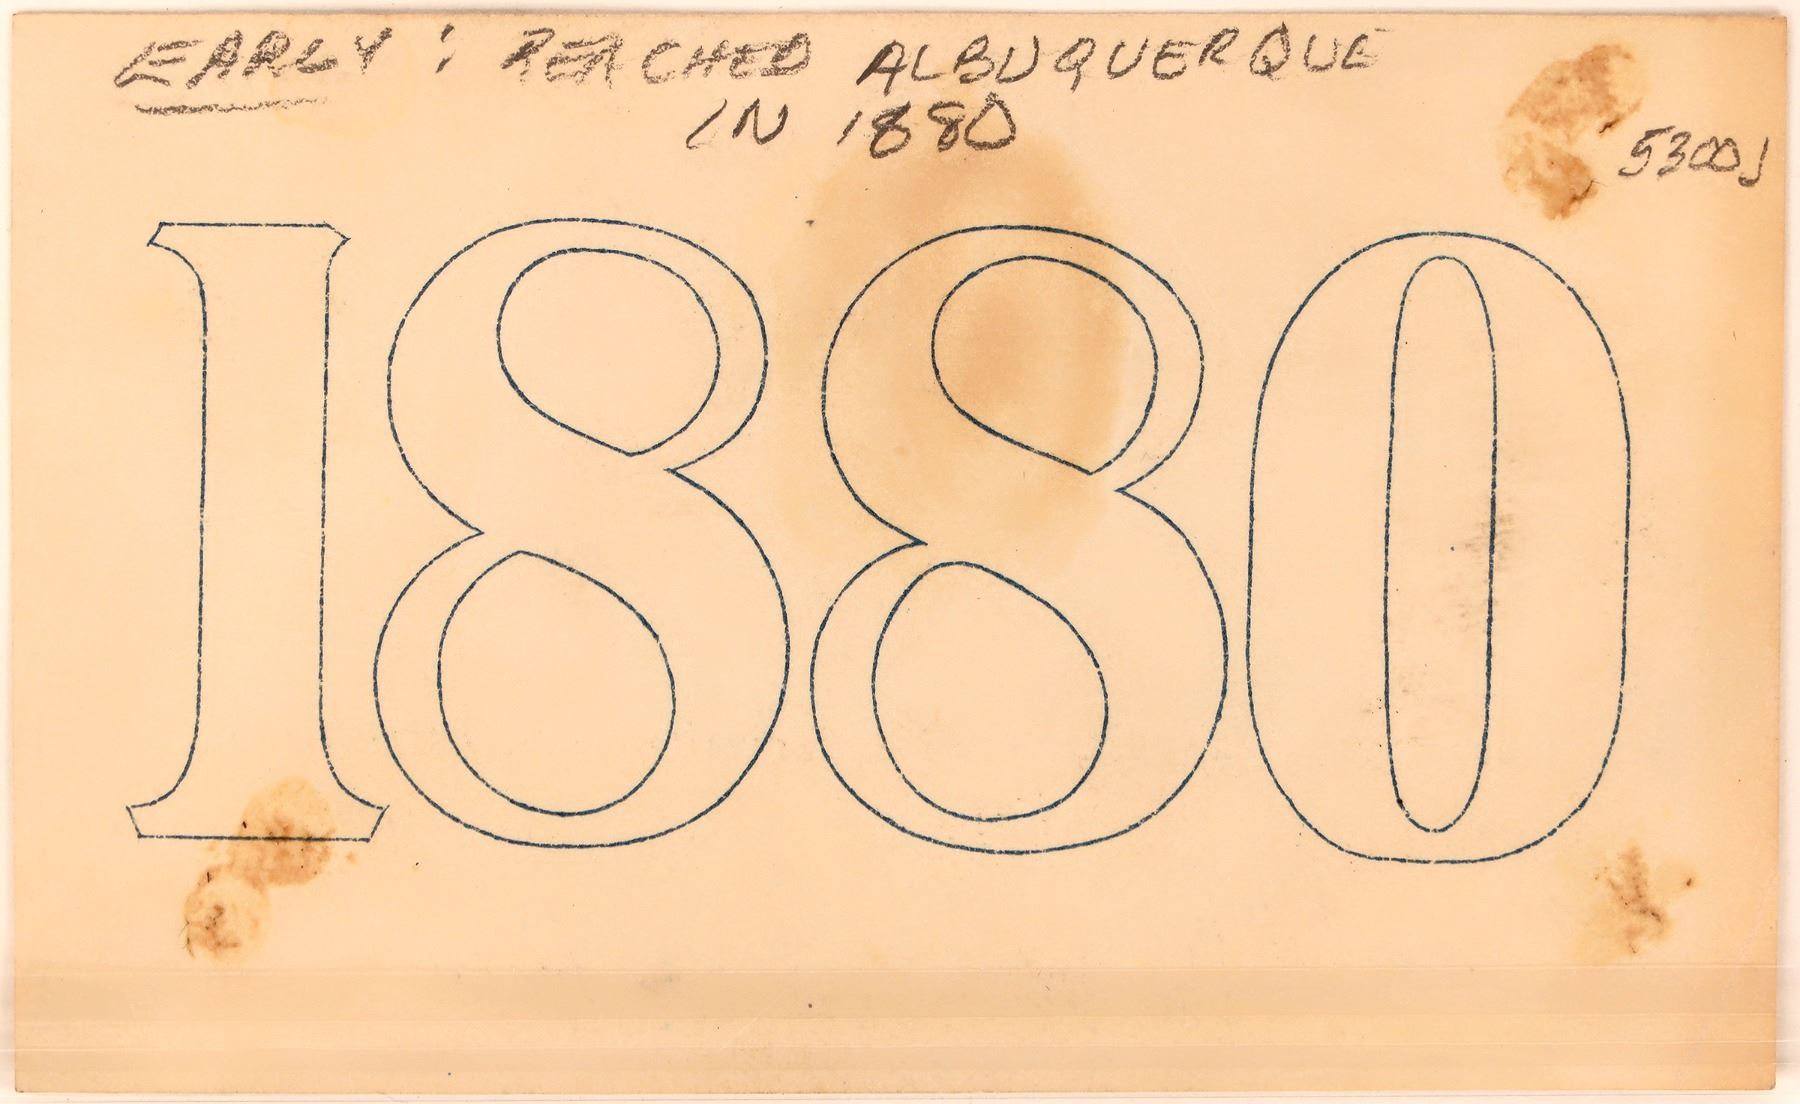 EARLY: REACHED ALBUQUERQUE
IN 1880
5300J
1880